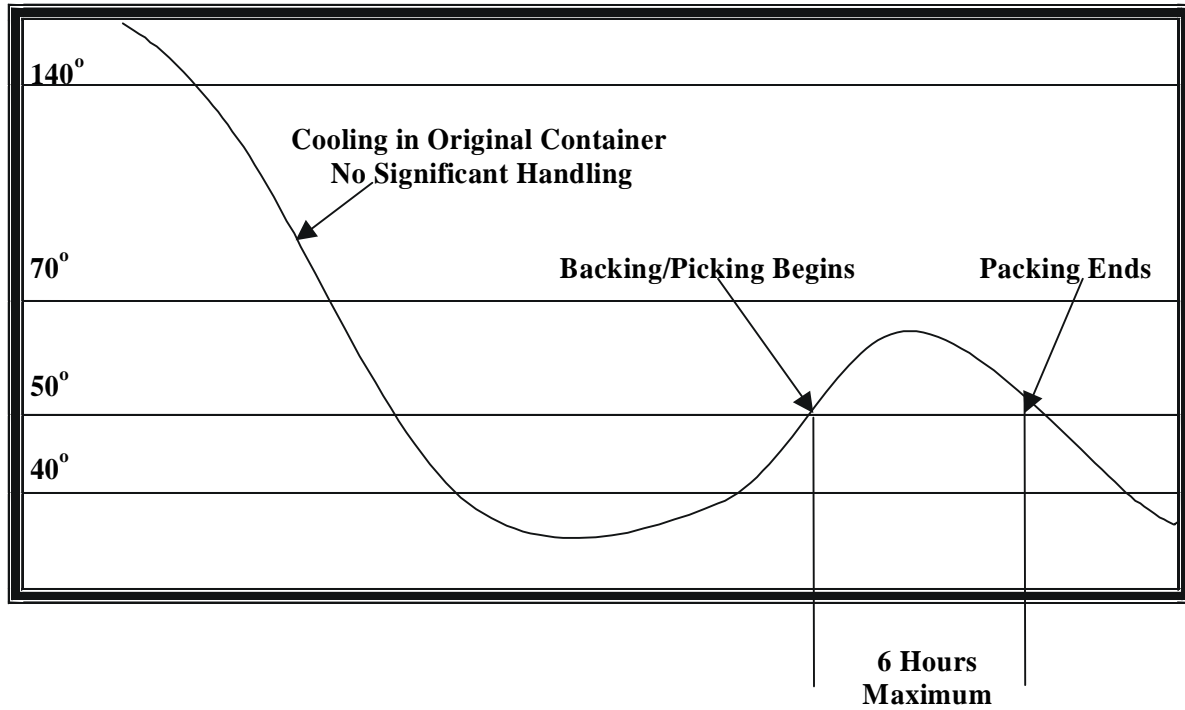 140°
Cooling in Original Container
No Significant Handling
70°
Backing/Picking Begins
Packing Ends
50°
40°
6 Hours
Maximum